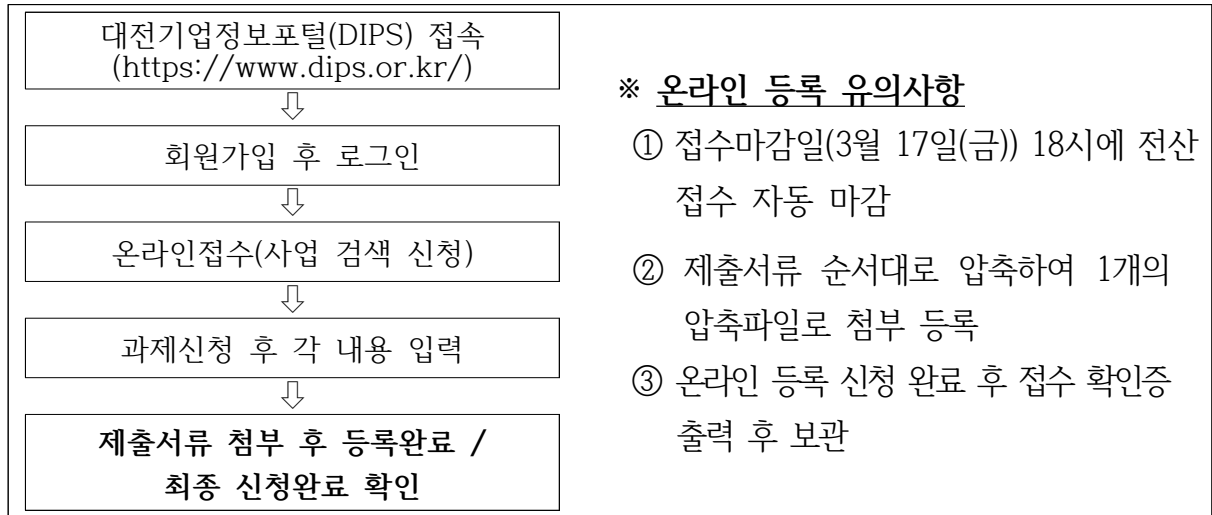 대전기업정보포털(DIPS) 접속
(https://www.dips.or.kr/)
⇩
회원가입 후 로그인
⇩
온라인접수(사업 검색 신청)
⇩
과제신청 후 각 내용 입력
⇩
제출서류 첨부 후 등록완료 /
최종 신청완료 확인
※ 온라인 등록 유의사항
① 접수마감일(3월 17일(금)) 18시에 전산
접수 자동 마감
② 제출서류 순서대로 압축하여 1개의
압축파일로 첨부 등록
③ 온라인 등록 신청 완료 후 접수 확인증
출력 후 보관